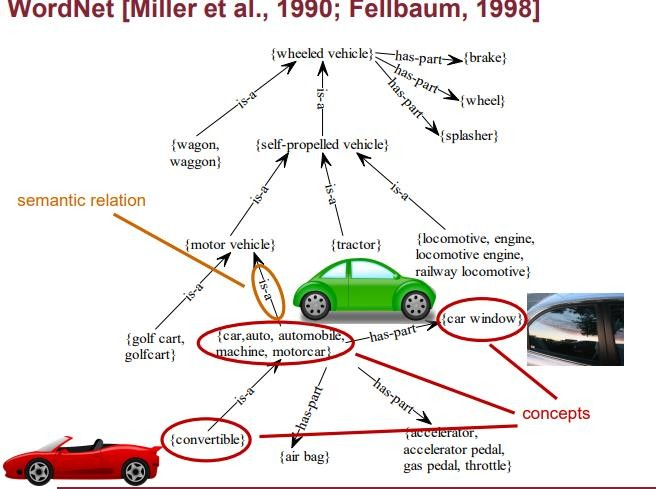 WordNet [Miller et al., 1990; Fellbaum, 1998]
{wheeled vehicle}
has-part
{brake}
has-part
{wheel}
has-part
{splasher}
is-a
is-a
{wagon,
waggon}
{self-propelled vehicle}
semantic relation
is-a
is-a
is-a
{motor vehicle}
{tractor}
{locomotive, engine,
locomotive engine,
railway locomotive}
is-a
is-a
{golf cart,
golfcart}
{car,auto, automobile,
machine, motorcar}
has-part
{car window}
is-a
has-part
has-part
concepts
{convertible}
{air bag}
{accelerator,
accelerator pedal,
gas pedal, throttle}